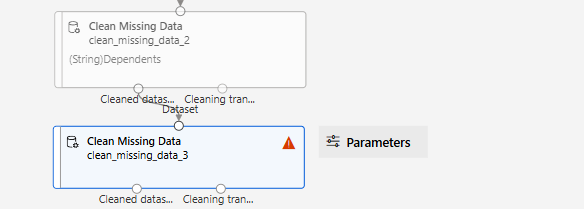 Clean Missing Data
clean_missing_data_2
(String)Dependents
Cleaned datas... Cleaning tran...
Dataset
Clean Missing Data
clean_missing_data_3
Parameters
Cleaned datas... Cleaning tran...